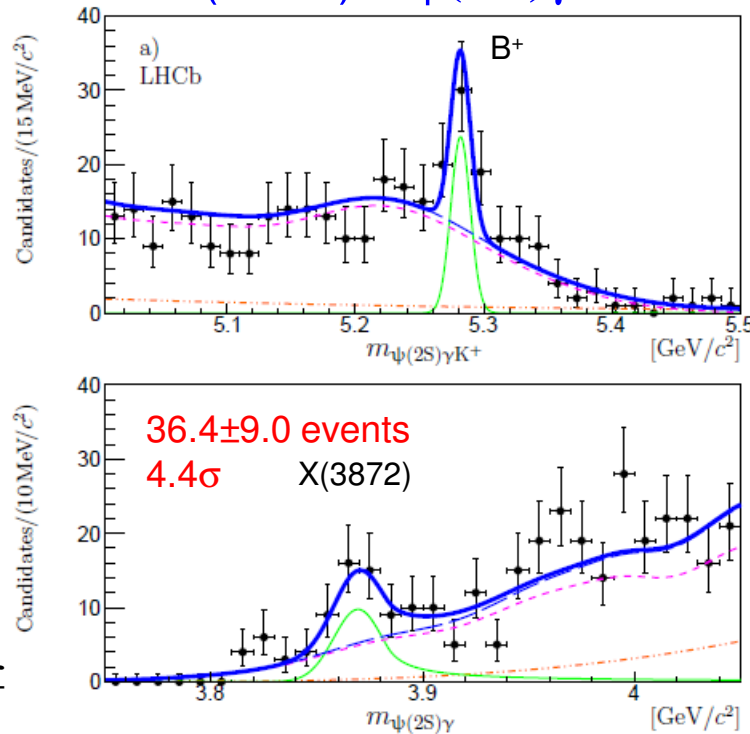 40
30
20
10
0
Candidates/(15 MeV/c²)
a)
LHCb
B⁺
5.1
5.2
5.3
5.4
5.5
m_ψ(2S)γK⁺
[GeV/c²]
40
30
20
10
0
Candidates/(10 MeV/c²)
36.4±9.0 events
4.4σ
X(3872)
3.8
3.9
4
m_ψ(2S)γ
[GeV/c²]